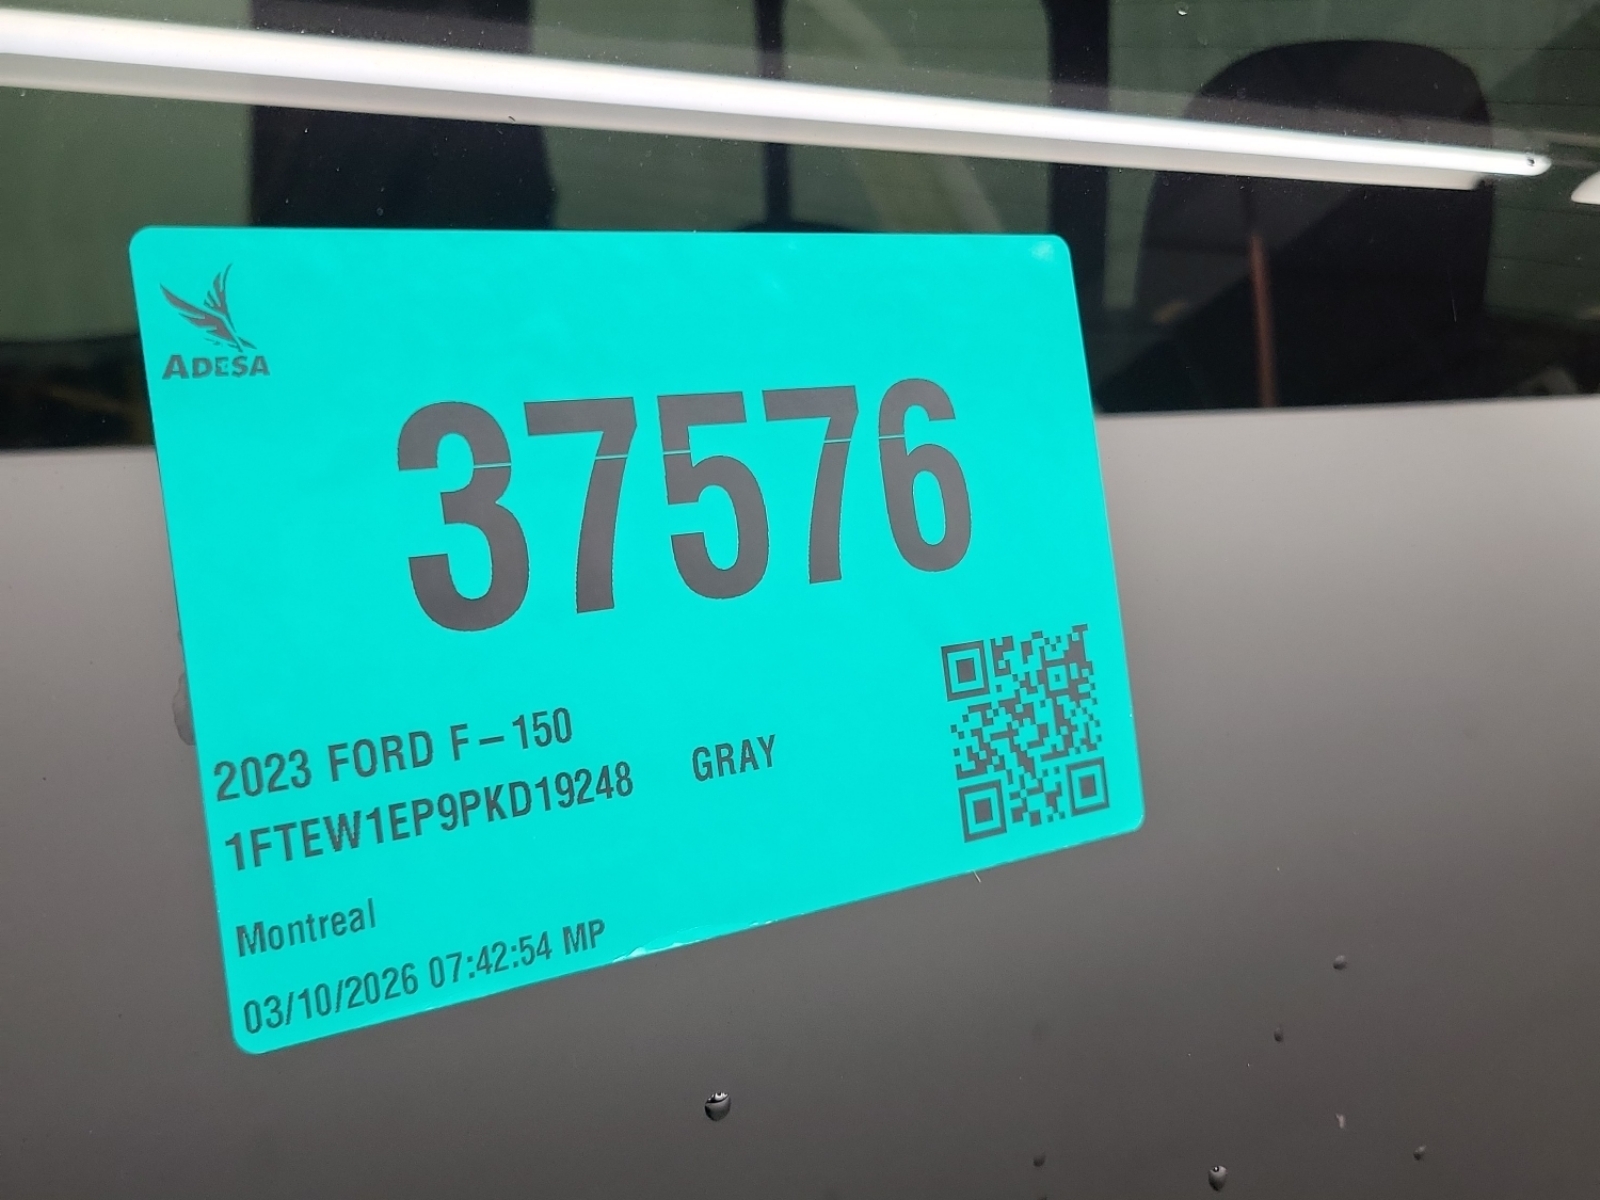 ADESA
37576
2023 FORD F-150
1FTEW1EP9PKD19248 GRAY
Montreal
03/10/2026 07:42:54 MP